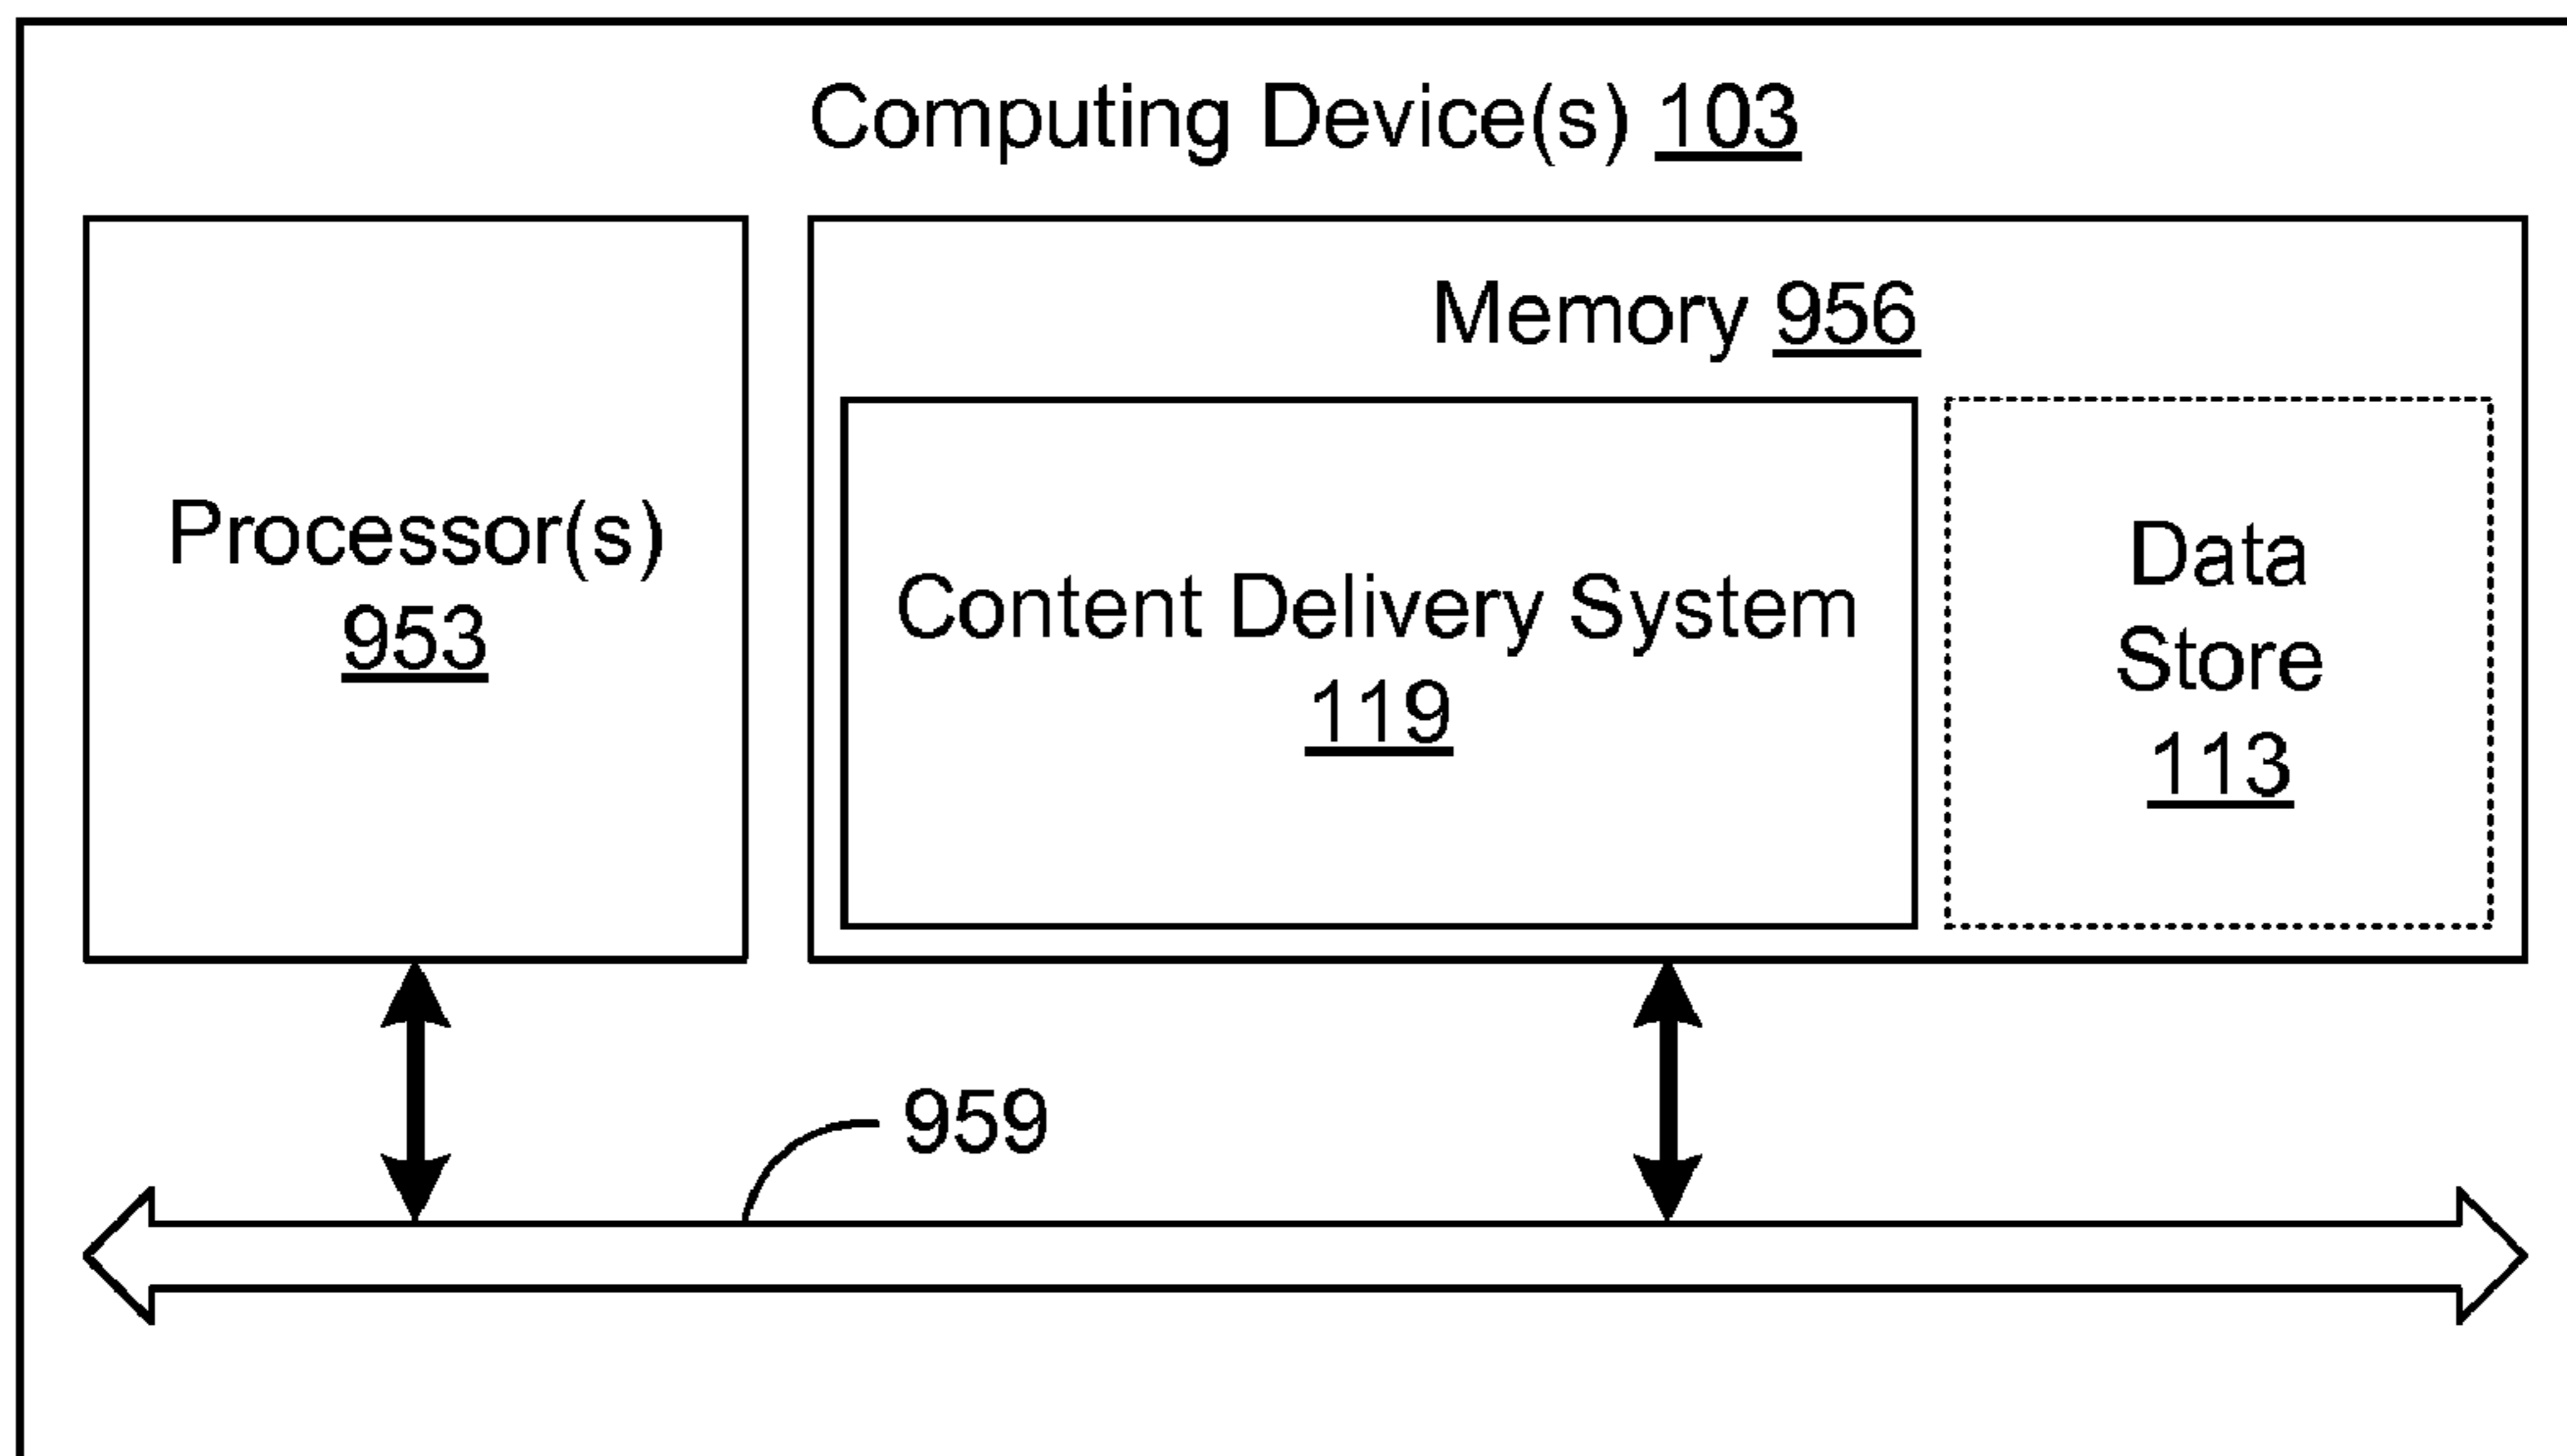 Computing Device(s) 103
Processor(s)
953
Memory 956
Content Delivery System
119
Data
Store
113
959